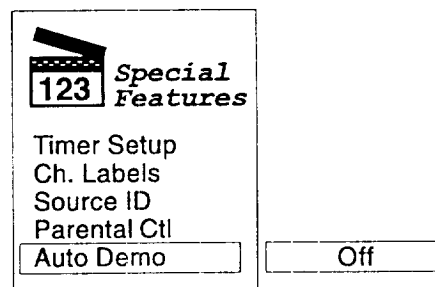 123 Special
Features
Timer Setup
Ch. Labels
Source ID
Parental Ctl
Auto Demo Off